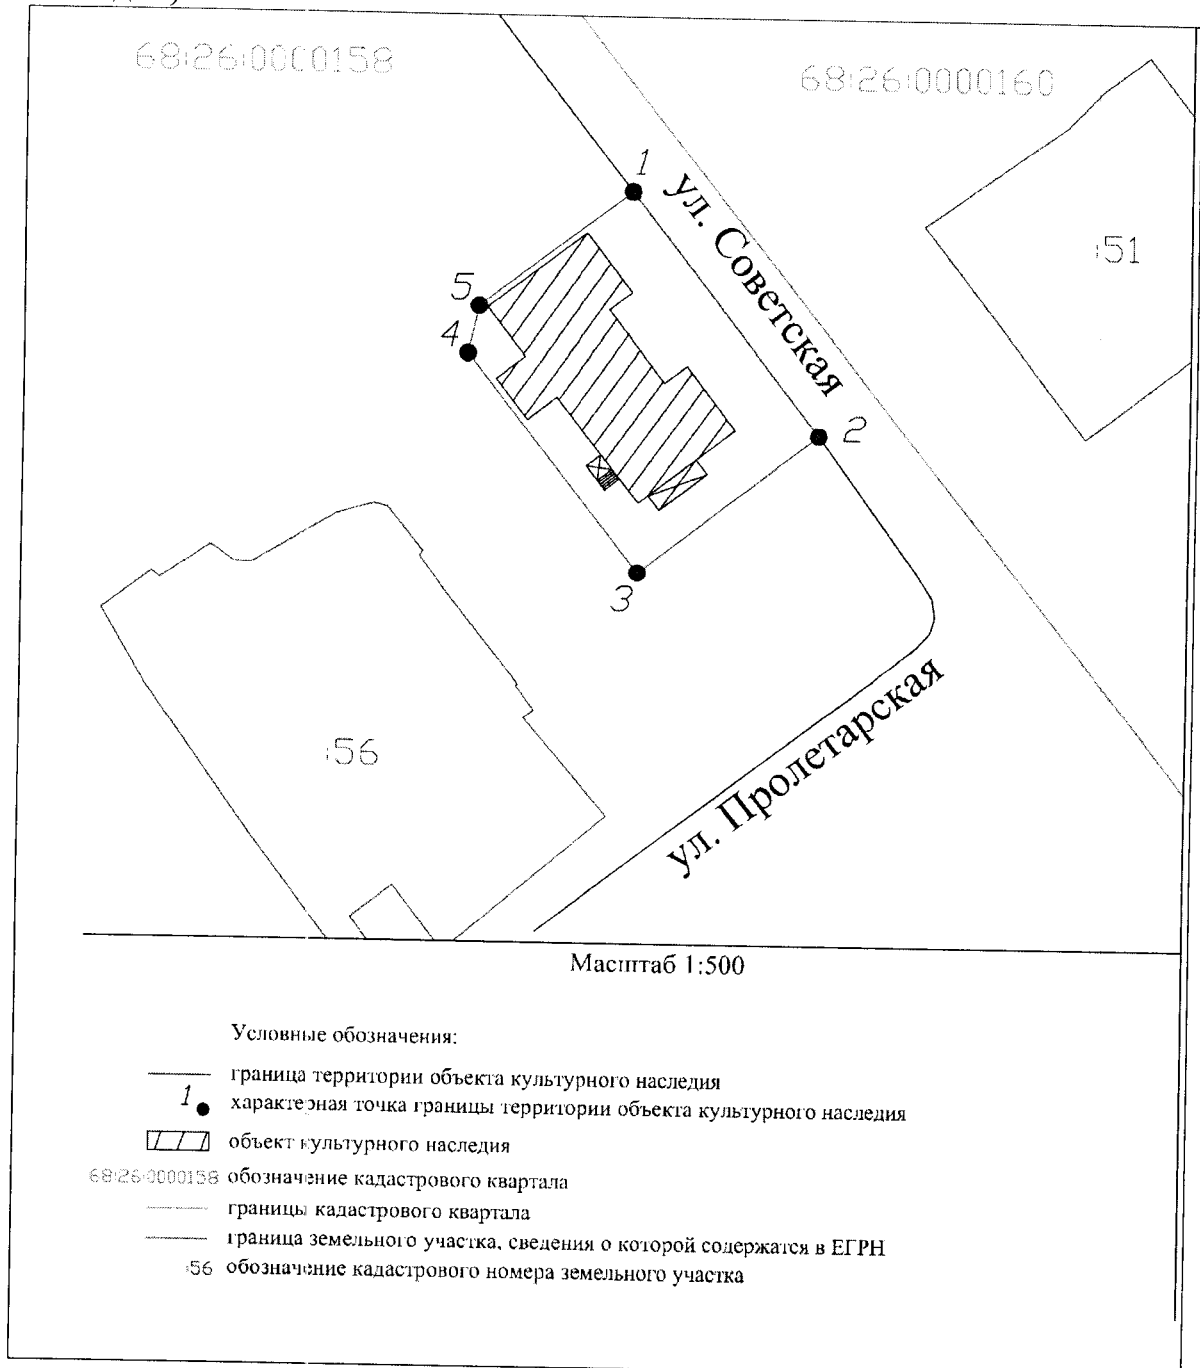 68:26:0000158
68:26:0000160
1
ул. Советская
:51
5
4
2
3
:56
ул. Пролетарская
Масштаб 1:500
Условные обозначения:
граница территории объекта культурного наследия
1
характерная точка границы территории объекта культурного наследия
объект культурного наследия
68:26:0000158 обозначение кадастрового квартала
границы кадастрового квартала
граница земельного участка, сведения о которой содержатся в ЕГРН
:56 обозначение кадастрового номера земельного участка